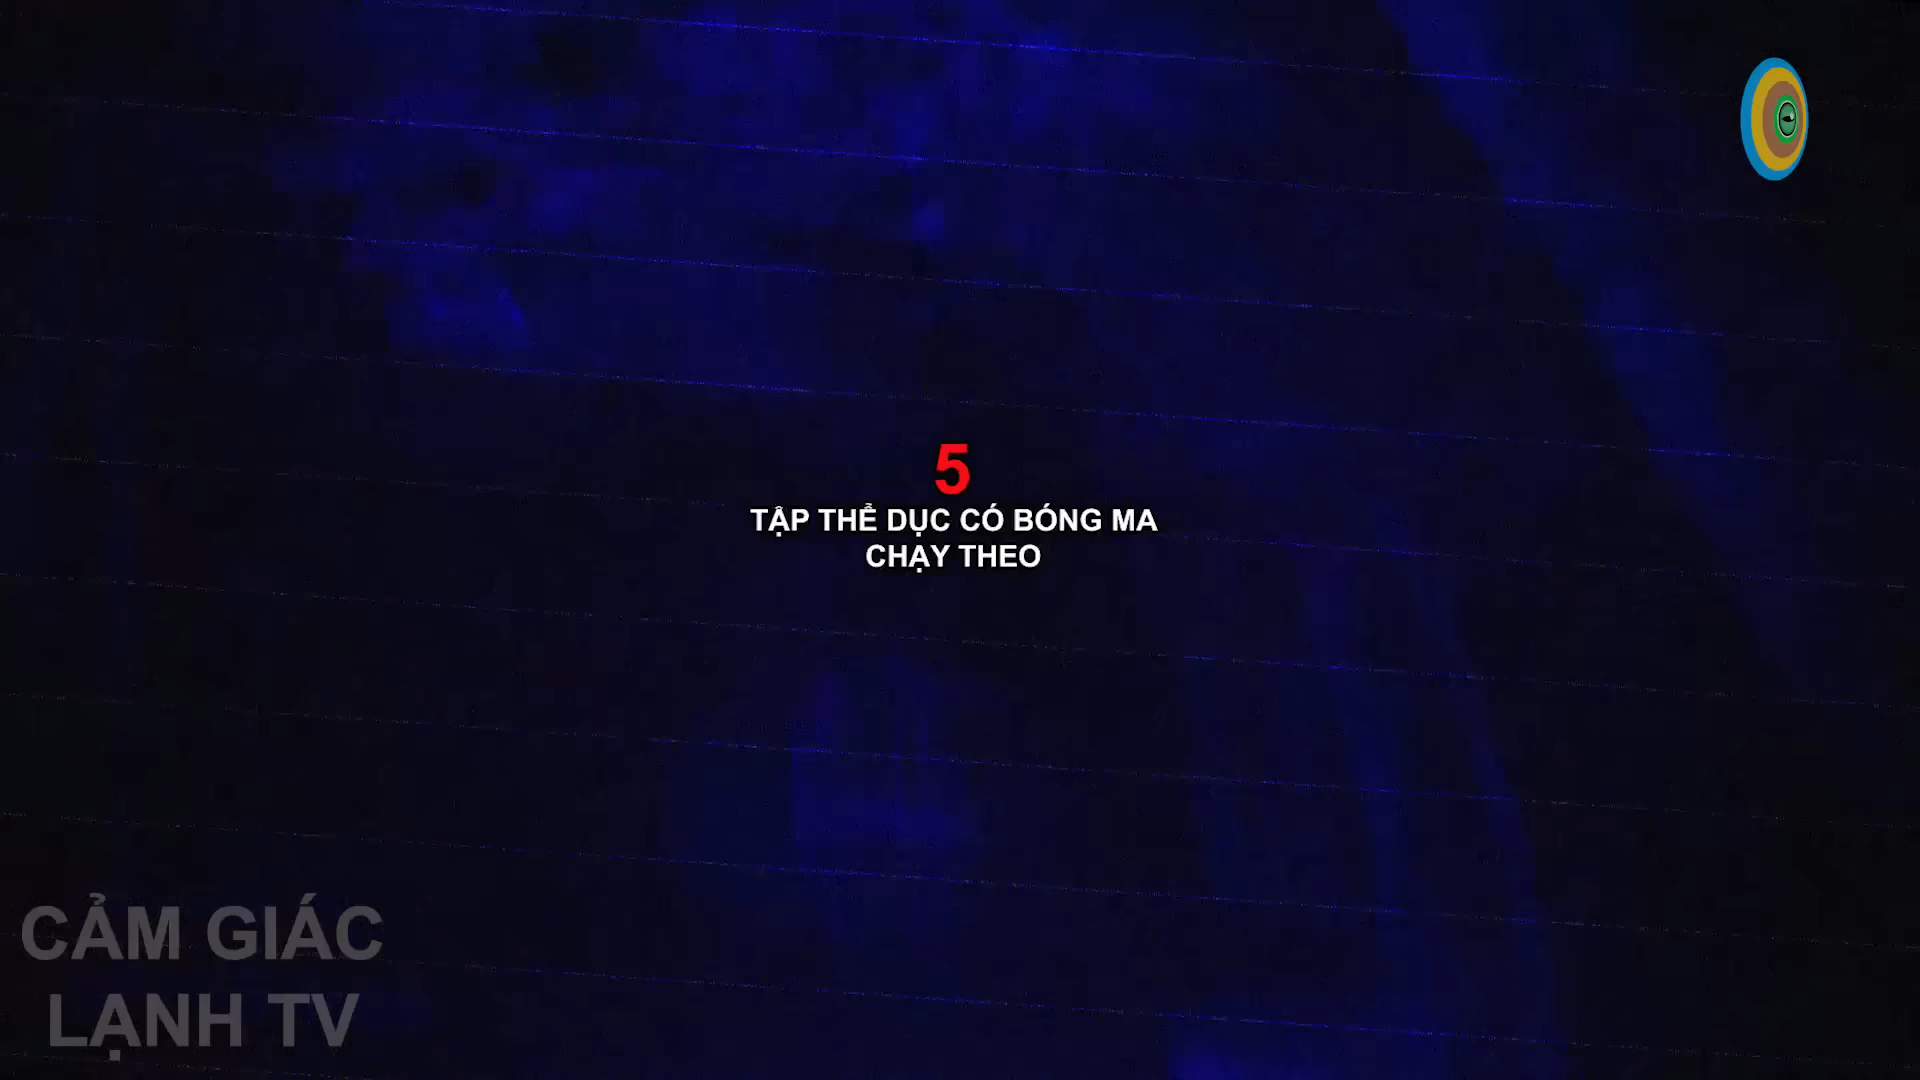 5
TẬP THỂ DỤC CÓ BÓNG MA
CHẠY THEO
CẢM GIÁC
LẠNH TV